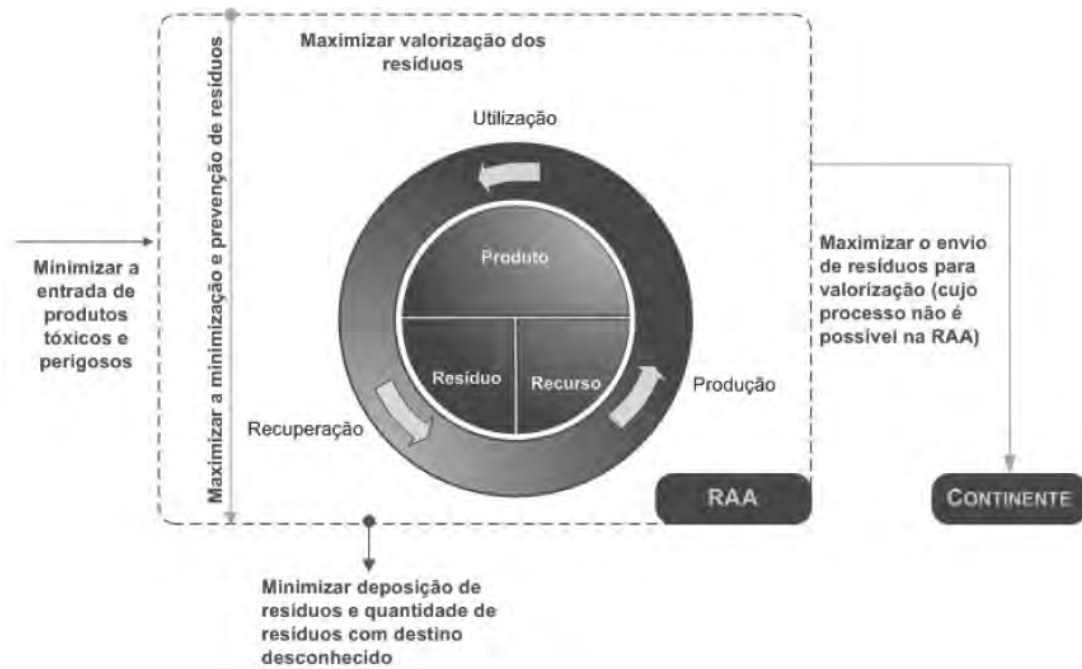 Maximizar valorização dos
resíduos
Maximizar a minimização e prevenção de resíduos
Utilização
Produto
Resíduo
Recurso
Produção
Recuperação
Minimizar a
entrada de
produtos
tóxicos e
perigosos
Maximizar o envio
de resíduos para
valorização (cujo
processo não é
possível na RAA)
RAA
CONTINENTE
Minimizar deposição de
resíduos e quantidade de
resíduos com destino
desconhecido